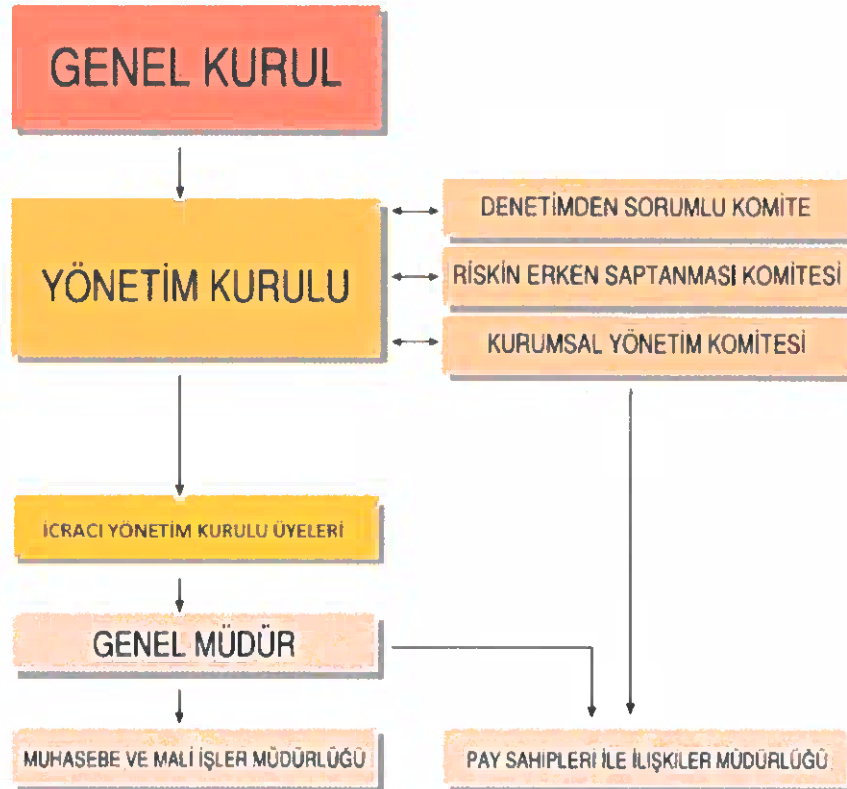 GENEL KURUL
YÖNETİM KURULU
DENETİMDEN SORUMLU KOMİTE
RİSKİN ERKEN SAPTANMASI KOMİTESİ
KURUMSAL YÖNETİM KOMİTESİ
İCRACI YÖNETİM KURULU ÜYELERİ
GENEL MÜDÜR
MUHASEBE VE MALİ İŞLER MÜDÜRLÜĞÜ
PAY SAHİPLERİ İLE İLİŞKİLER MÜDÜRLÜĞÜ